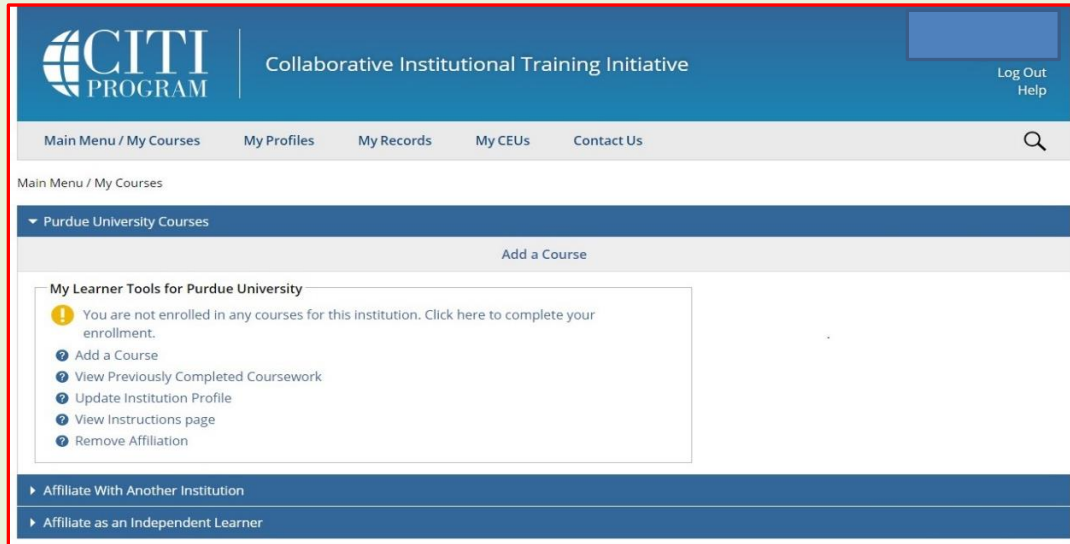 CITI
PROGRAM
Collaborative Institutional Training Initiative
Log Out
Help
Main Menu / My Courses My Profiles My Records My CEUs Contact Us
Main Menu / My Courses
Purdue University Courses
Add a Course
My Learner Tools for Purdue University
You are not enrolled in any courses for this institution. Click here to complete your
enrollment.
Add a Course
View Previously Completed Coursework
Update Institution Profile
View Instructions page
Remove Affiliation
Affiliate With Another Institution
Affiliate as an Independent Learner